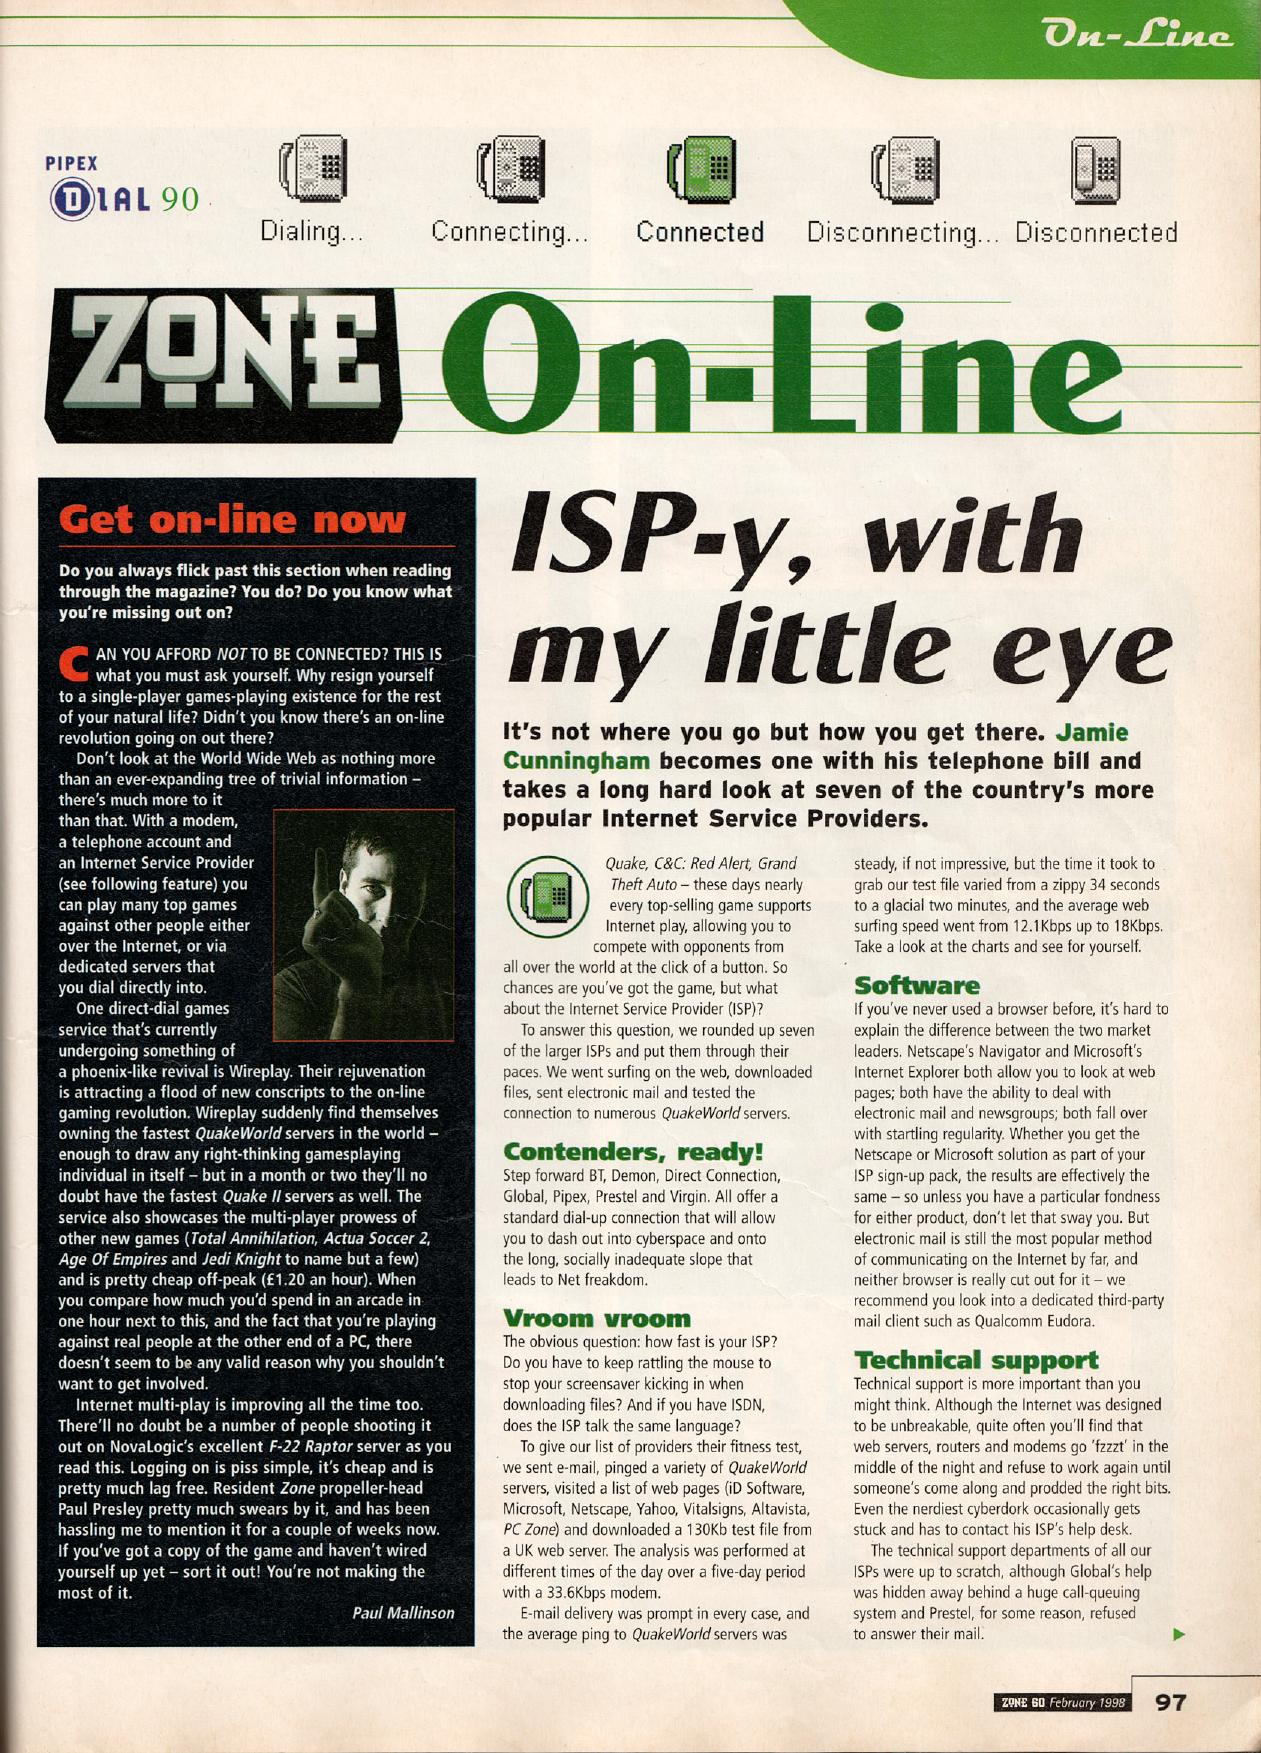 On-Line
PIPEX
DIAL 90
Dialing...
Connecting...
Connected
Disconnecting...
Disconnected
ZONE On-Line
Get on-line now
Do you always flick past this section when reading
through the magazine? You do? Do you know what
you're missing out on?
CAN YOU AFFORD NOT TO BE CONNECTED? THIS IS
what you must ask yourself. Why resign yourself
to a single-player games-playing existence for the rest
of your natural life? Didn't you know there's an on-line
revolution going on out there?
Don't look at the World Wide Web as nothing more
than an ever-expanding tree of trivial information –
there's much more to it
than that. With a modem,
a telephone account and
an Internet Service Provider
(see following feature) you
can play many top games
against other people either
over the Internet, or via
dedicated servers that
you dial directly into.
One direct-dial games
service that's currently
undergoing something of
a phoenix-like revival is Wireplay. Their rejuvenation
is attracting a flood of new conscripts to the on-line
gaming revolution. Wireplay suddenly find themselves
owning the fastest QuakeWorld servers in the world –
enough to draw any right-thinking gamesplaying
individual in itself – but in a month or two they'll no
doubt have the fastest Quake II servers as well. The
service also showcases the multi-player prowess of
other new games (Total Annihilation, Actua Soccer 2,
Age Of Empires and Jedi Knight to name but a few)
and is pretty cheap off-peak (£1.20 an hour). When
you compare how much you'd spend in an arcade in
one hour next to this, and the fact that you're playing
against real people at the other end of a PC, there
doesn't seem to be any valid reason why you shouldn't
want to get involved.
Internet multi-play is improving all the time too.
There'll no doubt be a number of people shooting it
out on NovaLogic's excellent F-22 Raptor server as you
read this. Logging on is piss simple, it's cheap and is
pretty much lag free. Resident Zone propeller-head
Paul Presley pretty much swears by it, and has been
hassling me to mention it for a couple of weeks now.
If you've got a copy of the game and haven't wired
yourself up yet – sort it out! You're not making the
most of it.
Paul Mallinson
ISP-y, with
my little eye
It's not where you go but how you get there. Jamie
Cunningham becomes one with his telephone bill and
takes a long hard look at seven of the country's more
popular Internet Service Providers.
Quake, C&C: Red Alert, Grand
Theft Auto – these days nearly
every top-selling game supports
Internet play, allowing you to
compete with opponents from
all over the world at the click of a button. So
chances are you've got the game, but what
about the Internet Service Provider (ISP)?
To answer this question, we rounded up seven
of the larger ISPs and put them through their
paces. We went surfing on the web, downloaded
files, sent electronic mail and tested the
connection to numerous QuakeWorld servers.
Contenders, ready!
Step forward BT, Demon, Direct Connection,
Global, Pipex, Prestel and Virgin. All offer a
standard dial-up connection that will allow
you to dash out into cyberspace and onto
the long, socially inadequate slope that
leads to Net freakdom.
Vroom vroom
The obvious question: how fast is your ISP?
Do you have to keep rattling the mouse to
stop your screensaver kicking in when
downloading files? And if you have ISDN,
does the ISP talk the same language?
To give our list of providers their fitness test,
we sent e-mail, pinged a variety of QuakeWorld
servers, visited a list of web pages (iD Software,
Microsoft, Netscape, Yahoo, Vitalsigns, Altavista,
PC Zone) and downloaded a 130Kb test file from
a UK web server. The analysis was performed at
different times of the day over a five-day period
with a 33.6Kbps modem.
E-mail delivery was prompt in every case, and
the average ping to QuakeWorld servers was
steady, if not impressive, but the time it took to
grab our test file varied from a zippy 34 seconds
to a glacial two minutes, and the average web
surfing speed went from 12.1Kbps up to 18Kbps.
Take a look at the charts and see for yourself.
Software
If you've never used a browser before, it's hard to
explain the difference between the two market
leaders. Netscape's Navigator and Microsoft's
Internet Explorer both allow you to look at web
pages; both have the ability to deal with
electronic mail and newsgroups; both fall over
with startling regularity. Whether you get the
Netscape or Microsoft solution as part of your
ISP sign-up pack, the results are effectively the
same – so unless you have a particular fondness
for either product, don't let that sway you. But
electronic mail is still the most popular method
of communicating on the Internet by far, and
neither browser is really cut out for it – we
recommend you look into a dedicated third-party
mail client such as Qualcomm Eudora.
Technical support
Technical support is more important than you
might think. Although the Internet was designed
to be unbreakable, quite often you'll find that
web servers, routers and modems go 'fzzzt' in the
middle of the night and refuse to work again until
someone's come along and prodded the right bits.
Even the nerdiest cyberdork occasionally gets
stuck and has to contact his ISP's help desk.
The technical support departments of all our
ISPs were up to scratch, although Global's help
was hidden away behind a huge call-queuing
system and Prestel, for some reason, refused
to answer their mail.
ZONE 60 February 1998 97